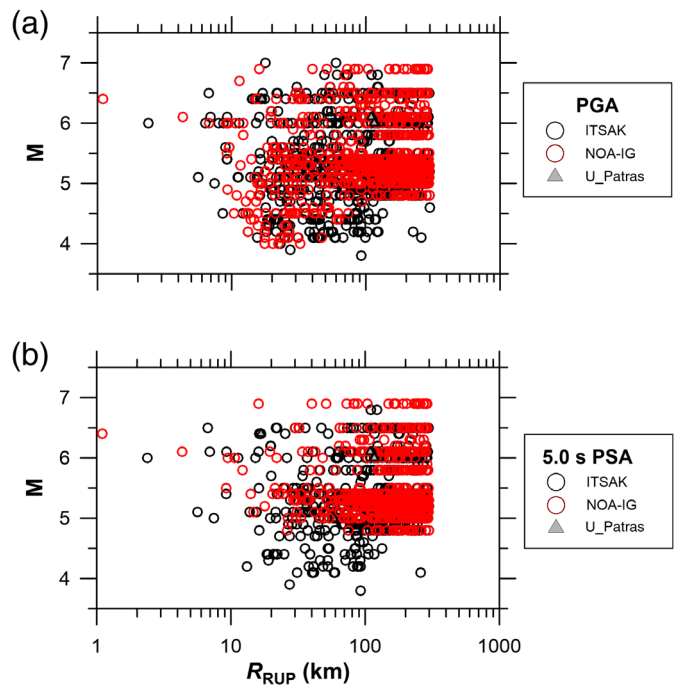 (a)
7
6
5
4
M
PGA
ITSAK
NOA-IG
U_Patras
(b)
7
6
5
4
M
5.0 s PSA
ITSAK
NOA-IG
U_Patras
1 10 100 1000
RRUP (km)